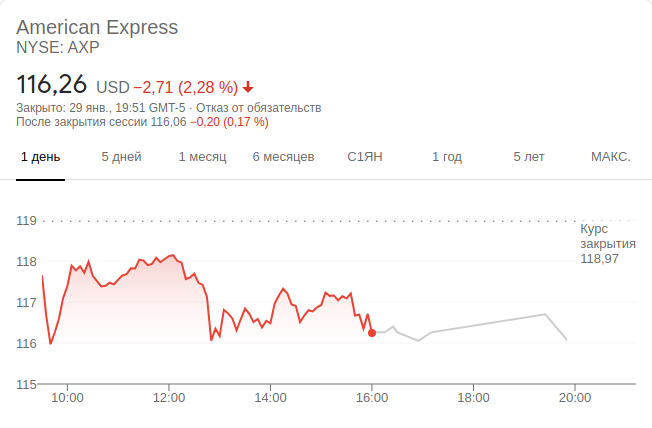 American Express
NYSE: AXP
116,26 USD −2,71 (2,28 %)
Закрыто: 29 янв., 19:51 GMT-5 · Отказ от обязательств
После закрытия сессии 116,06 −0,20 (0,17 %)
1 день 5 дней 1 месяц 6 месяцев С1ЯН 1 год 5 лет МАКС.
119
Курс
закрытия
118,97
118
117
116
115
10:00 12:00 14:00 16:00 18:00 20:00